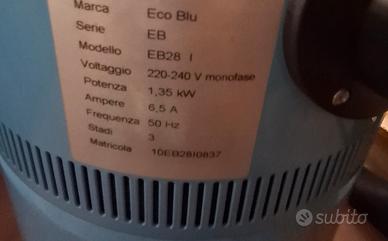 Marca Eco Blu
Serie EB
Modello EB28 I
Voltaggio 220-240 V monofase
Potenza 1,35 kW
Ampere 6,5 A
Frequenza 50 Hz
Stadi 3
Matricola 10EB28I0837
subito